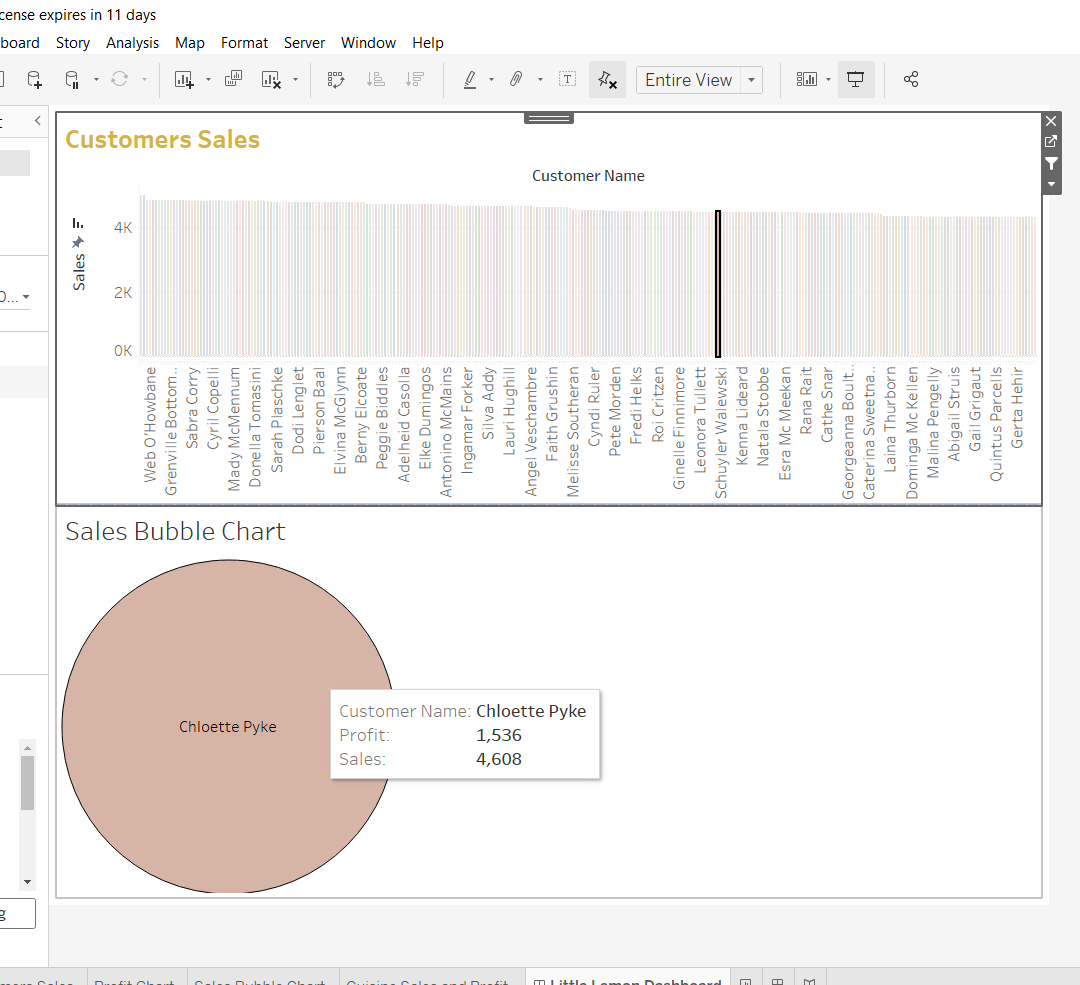 cense expires in 11 days
board Story Analysis Map Format Server Window Help
T
Entire View
Customers Sales
Customer Name
Sales
4K
2K
0K
Web O'Howbane
Grenville Bottom..
Sabra Corry
Cyril Copelli
Mady McMennum
Donella Tomasini
Sarah Plaschke
Dodi Lenglet
Pierson Baal
Elvina McGlynn
Berny Elcoate
Peggie Biddles
Adelheid Casolla
Elke Dumingos
Antonino McMains
Ingamar Forker
Silva Addy
Lauri Hughill
Angel Veschambre
Faith Grushin
Melisse Southeran
Cyndi Ruler
Pete Morden
Fredi Helks
Roi Critzen
Ginelle Finnimore
Leonora Tullett
Schuyler Walewski
Kenna Lideard
Natala Stobbe
Esra Mc Meekan
Rana Rait
Cathe Snar
Georgeanna Boult..
Caterina Sweetna..
Laina Thurborn
Dominga Mc Kellen
Malina Pengelly
Abigail Struis
Gail Grigaut
Quintus Parcells
Gerta Hehir
O...
Sales Bubble Chart
Chloette Pyke
Customer Name: Chloette Pyke
Profit: 1,536
Sales: 4,608
g
mers Sales Profit Chart Sales Bubble Chart Cuisine Sales and Profit Little Lemon Dashboard